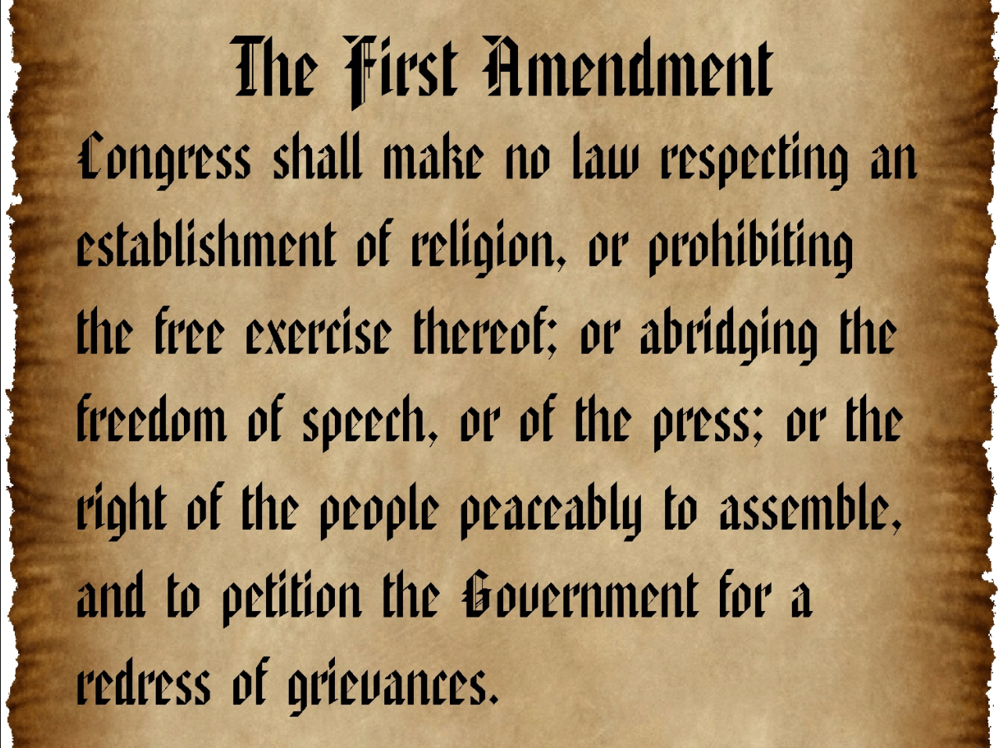 The First Amendment
Congress shall make no law respecting an
establishment of religion, or prohibiting
the free exercise thereof; or abridging the
freedom of speech, or of the press; or the
right of the people peaceably to assemble,
and to petition the Government for a
redress of grievances.